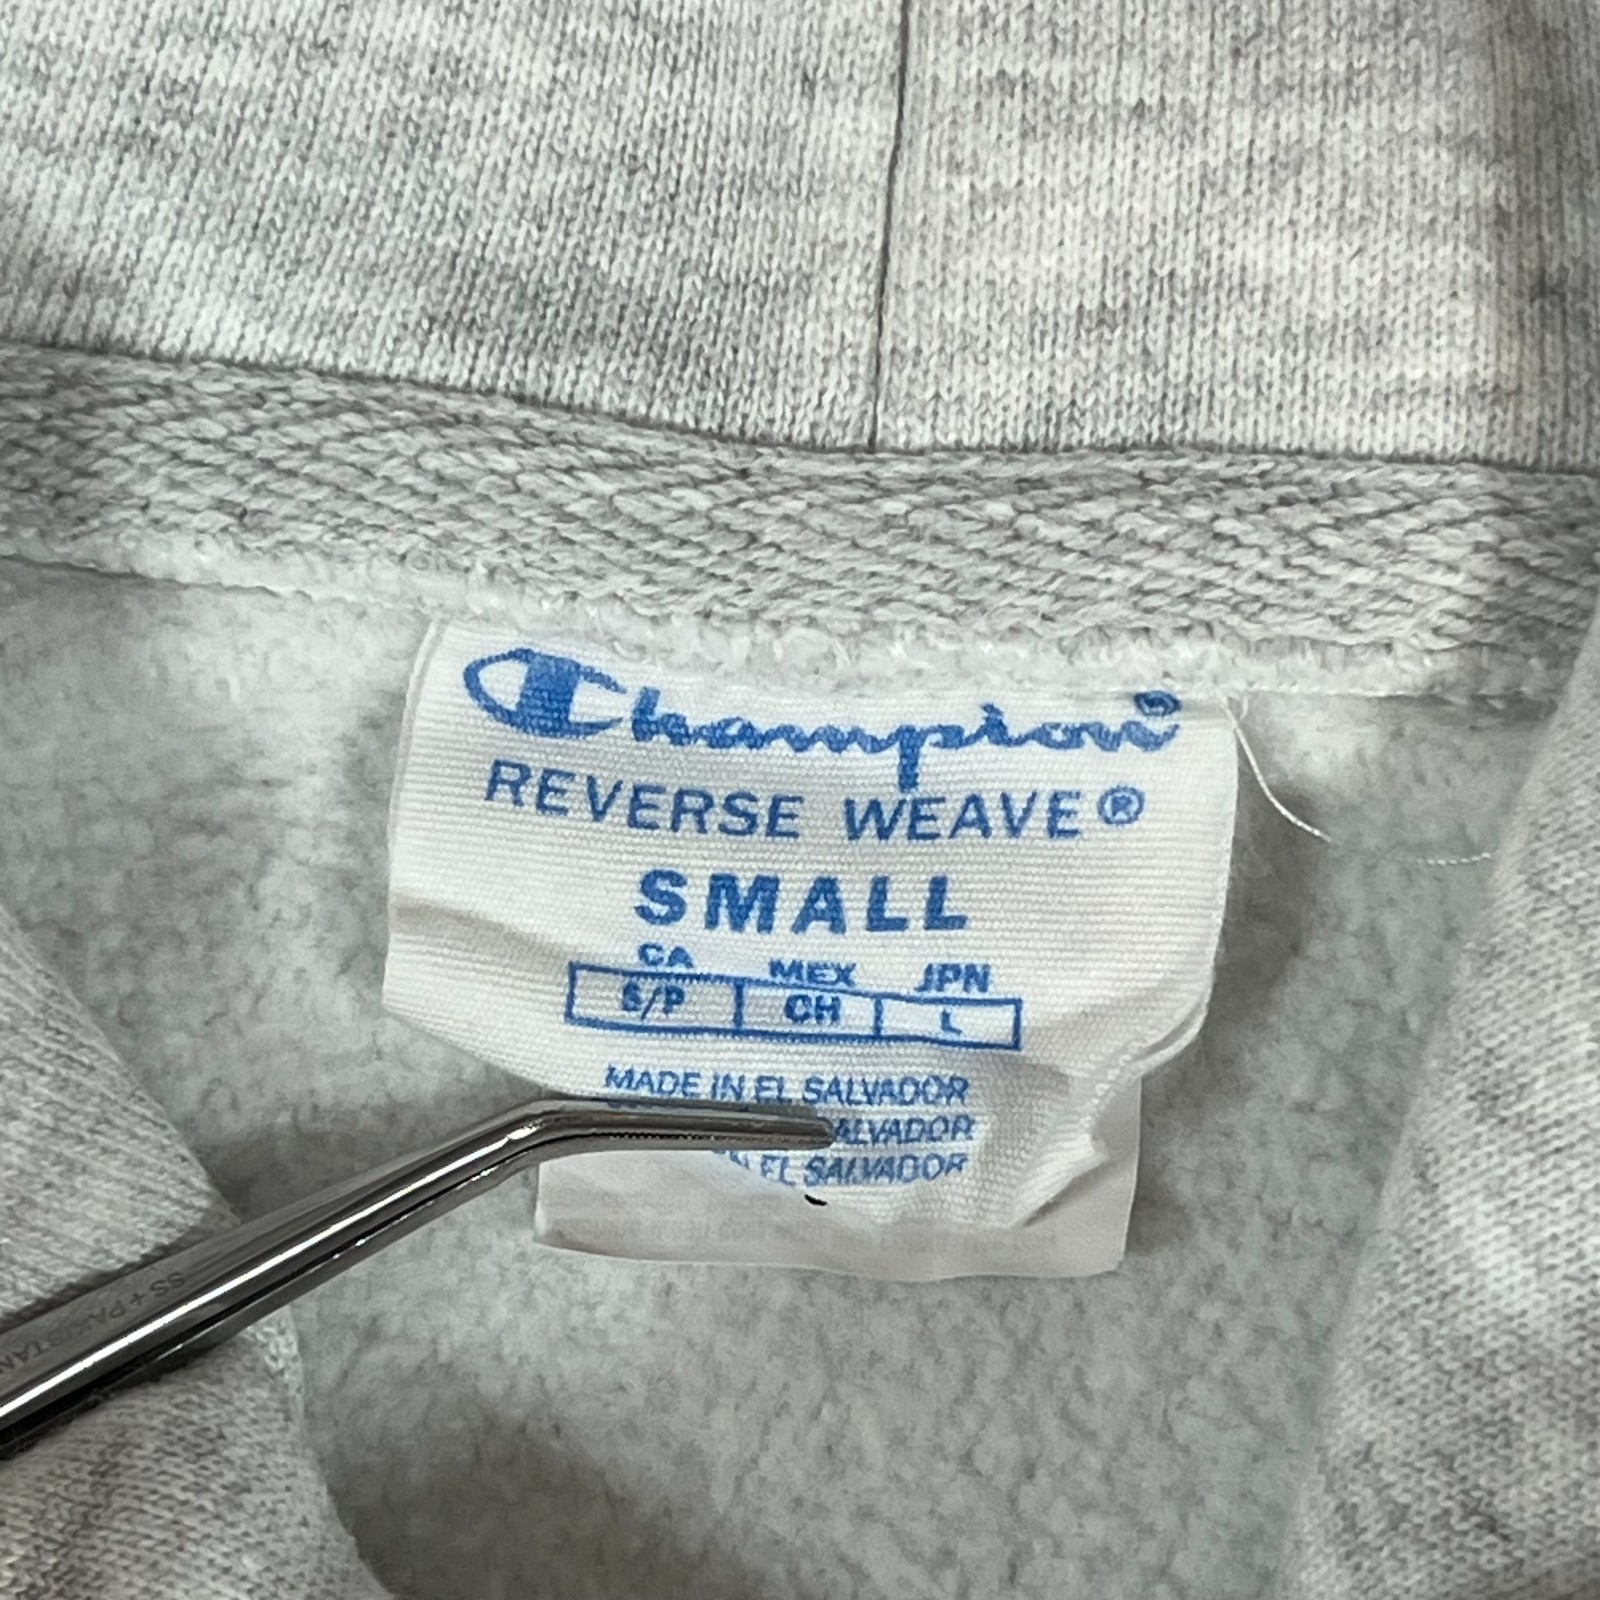 Champion®
REVERSE WEAVE®
SMALL
CA MEX JPN
S/P CH L
MADE IN EL SALVADOR
SALVADOR
EL SALVADOR